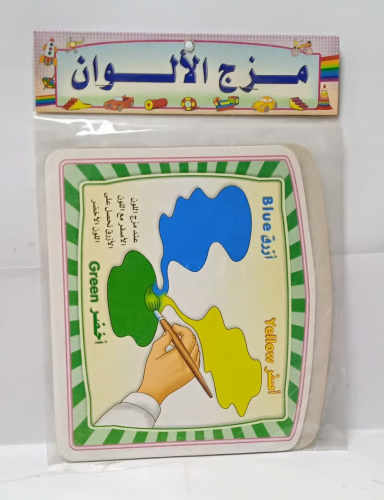 مزج الألوان
أزرق Blue
أصفر Yellow
عند مزج اللون
الأصفر مع اللون
الأزرق نحصل على
اللون الأخضر
أخضر Green